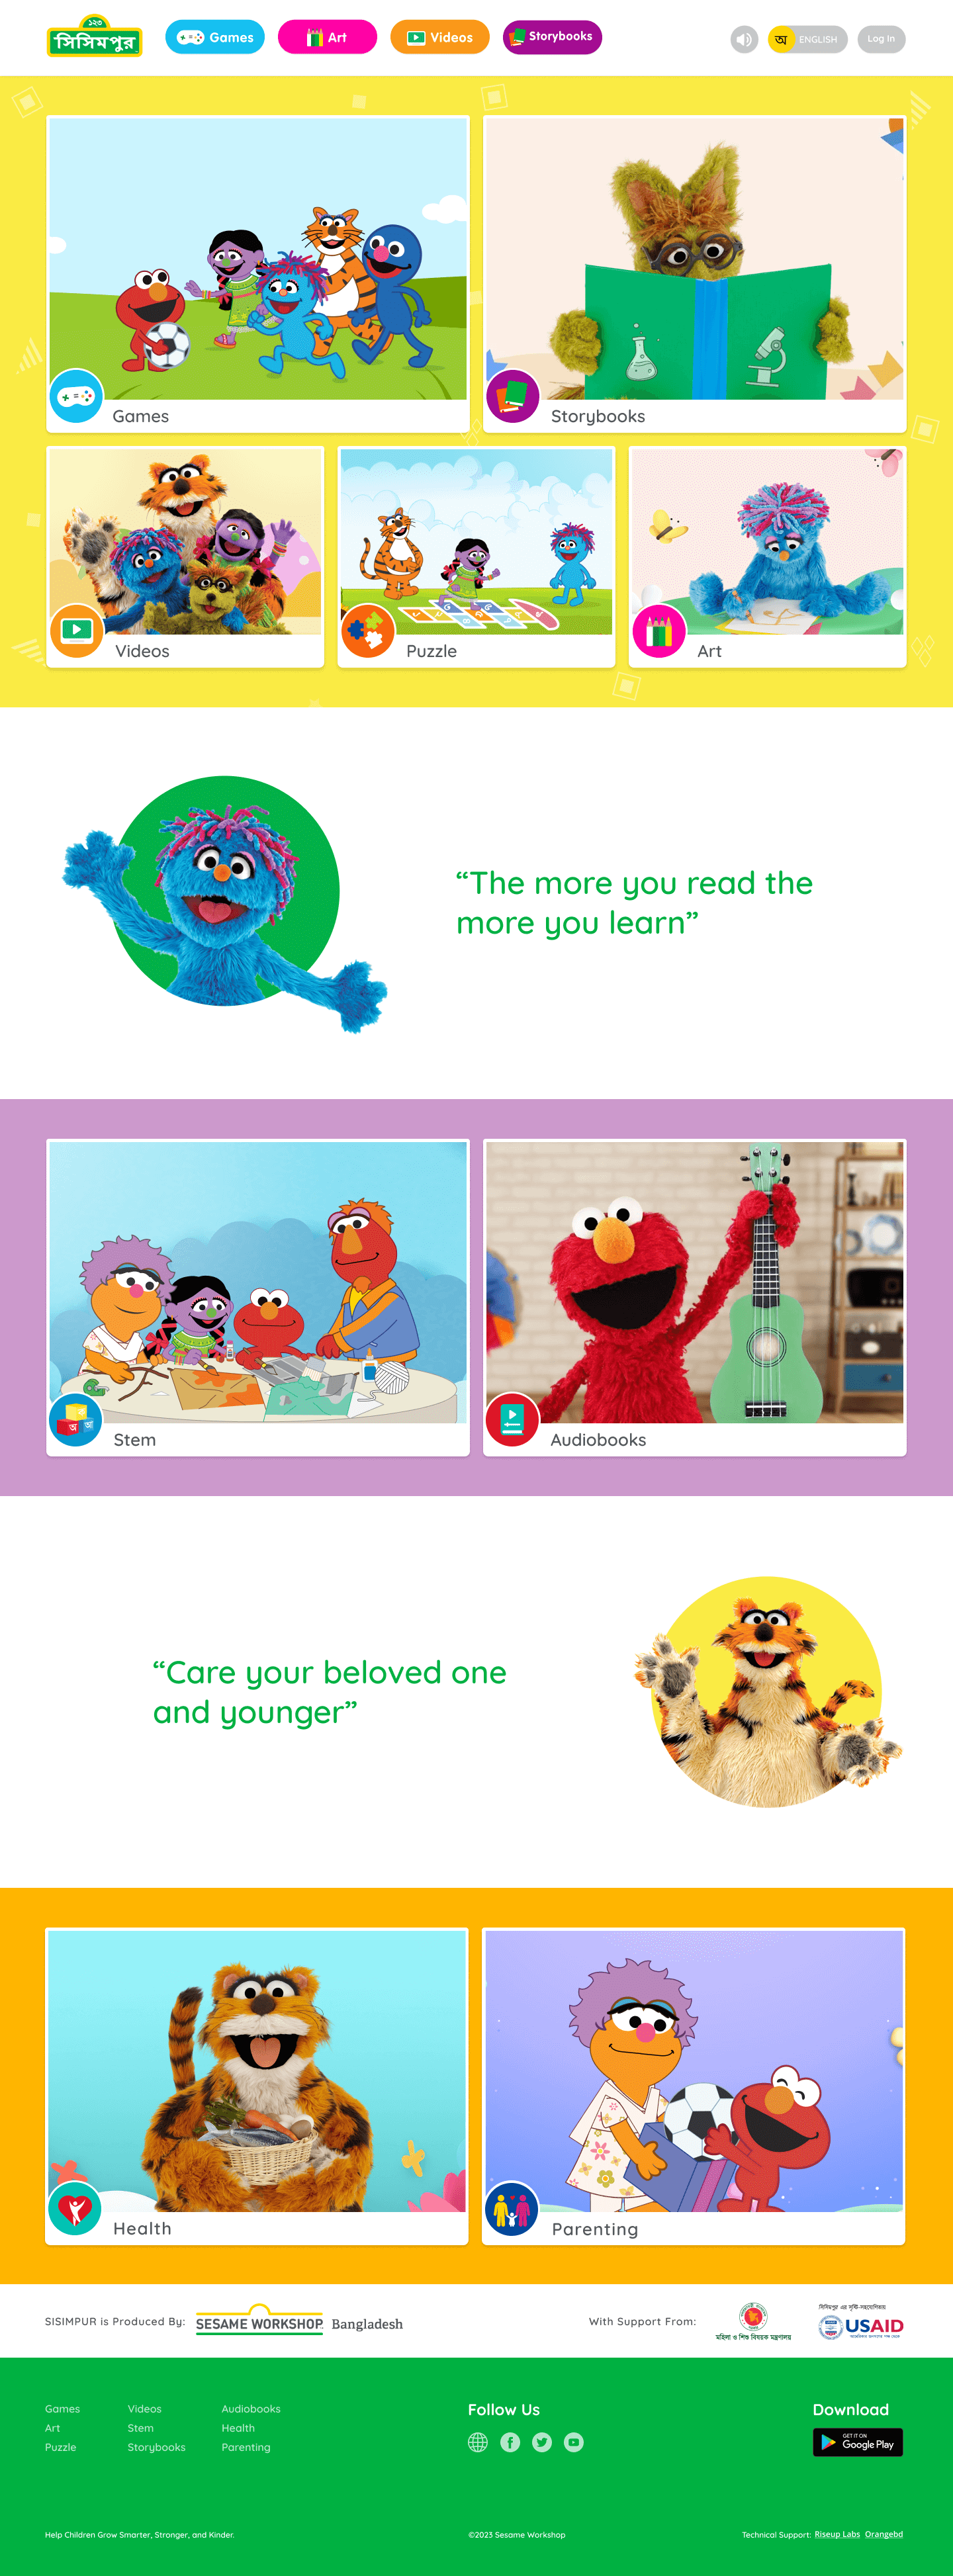 ১২৩
সিসিমপুর
Games
Art
Videos
Storybooks
অ ENGLISH
Log In
Games
Storybooks
Videos
Puzzle
Art
“The more you read the
more you learn”
অ
Stem
Audiobooks
“Care your beloved one
and younger”
Health
Parenting
SISIMPUR is Produced By:
SESAME WORKSHOP
Bangladesh
With Support From:
মহিলা ও শিশু বিষয়ক মন্ত্রণালয়
সিসিমপুর এর সৃষ্টি-সহযোগিতায়
USAID
Games
Videos
Audiobooks
Art
Stem
Health
Puzzle
Storybooks
Parenting
Follow Us
Download
GET IT ON
Google Play
Help Children Grow Smarter, Stronger, and Kinder.
©2023 Sesame Workshop
Technical Support: Riseup Labs Orangebd